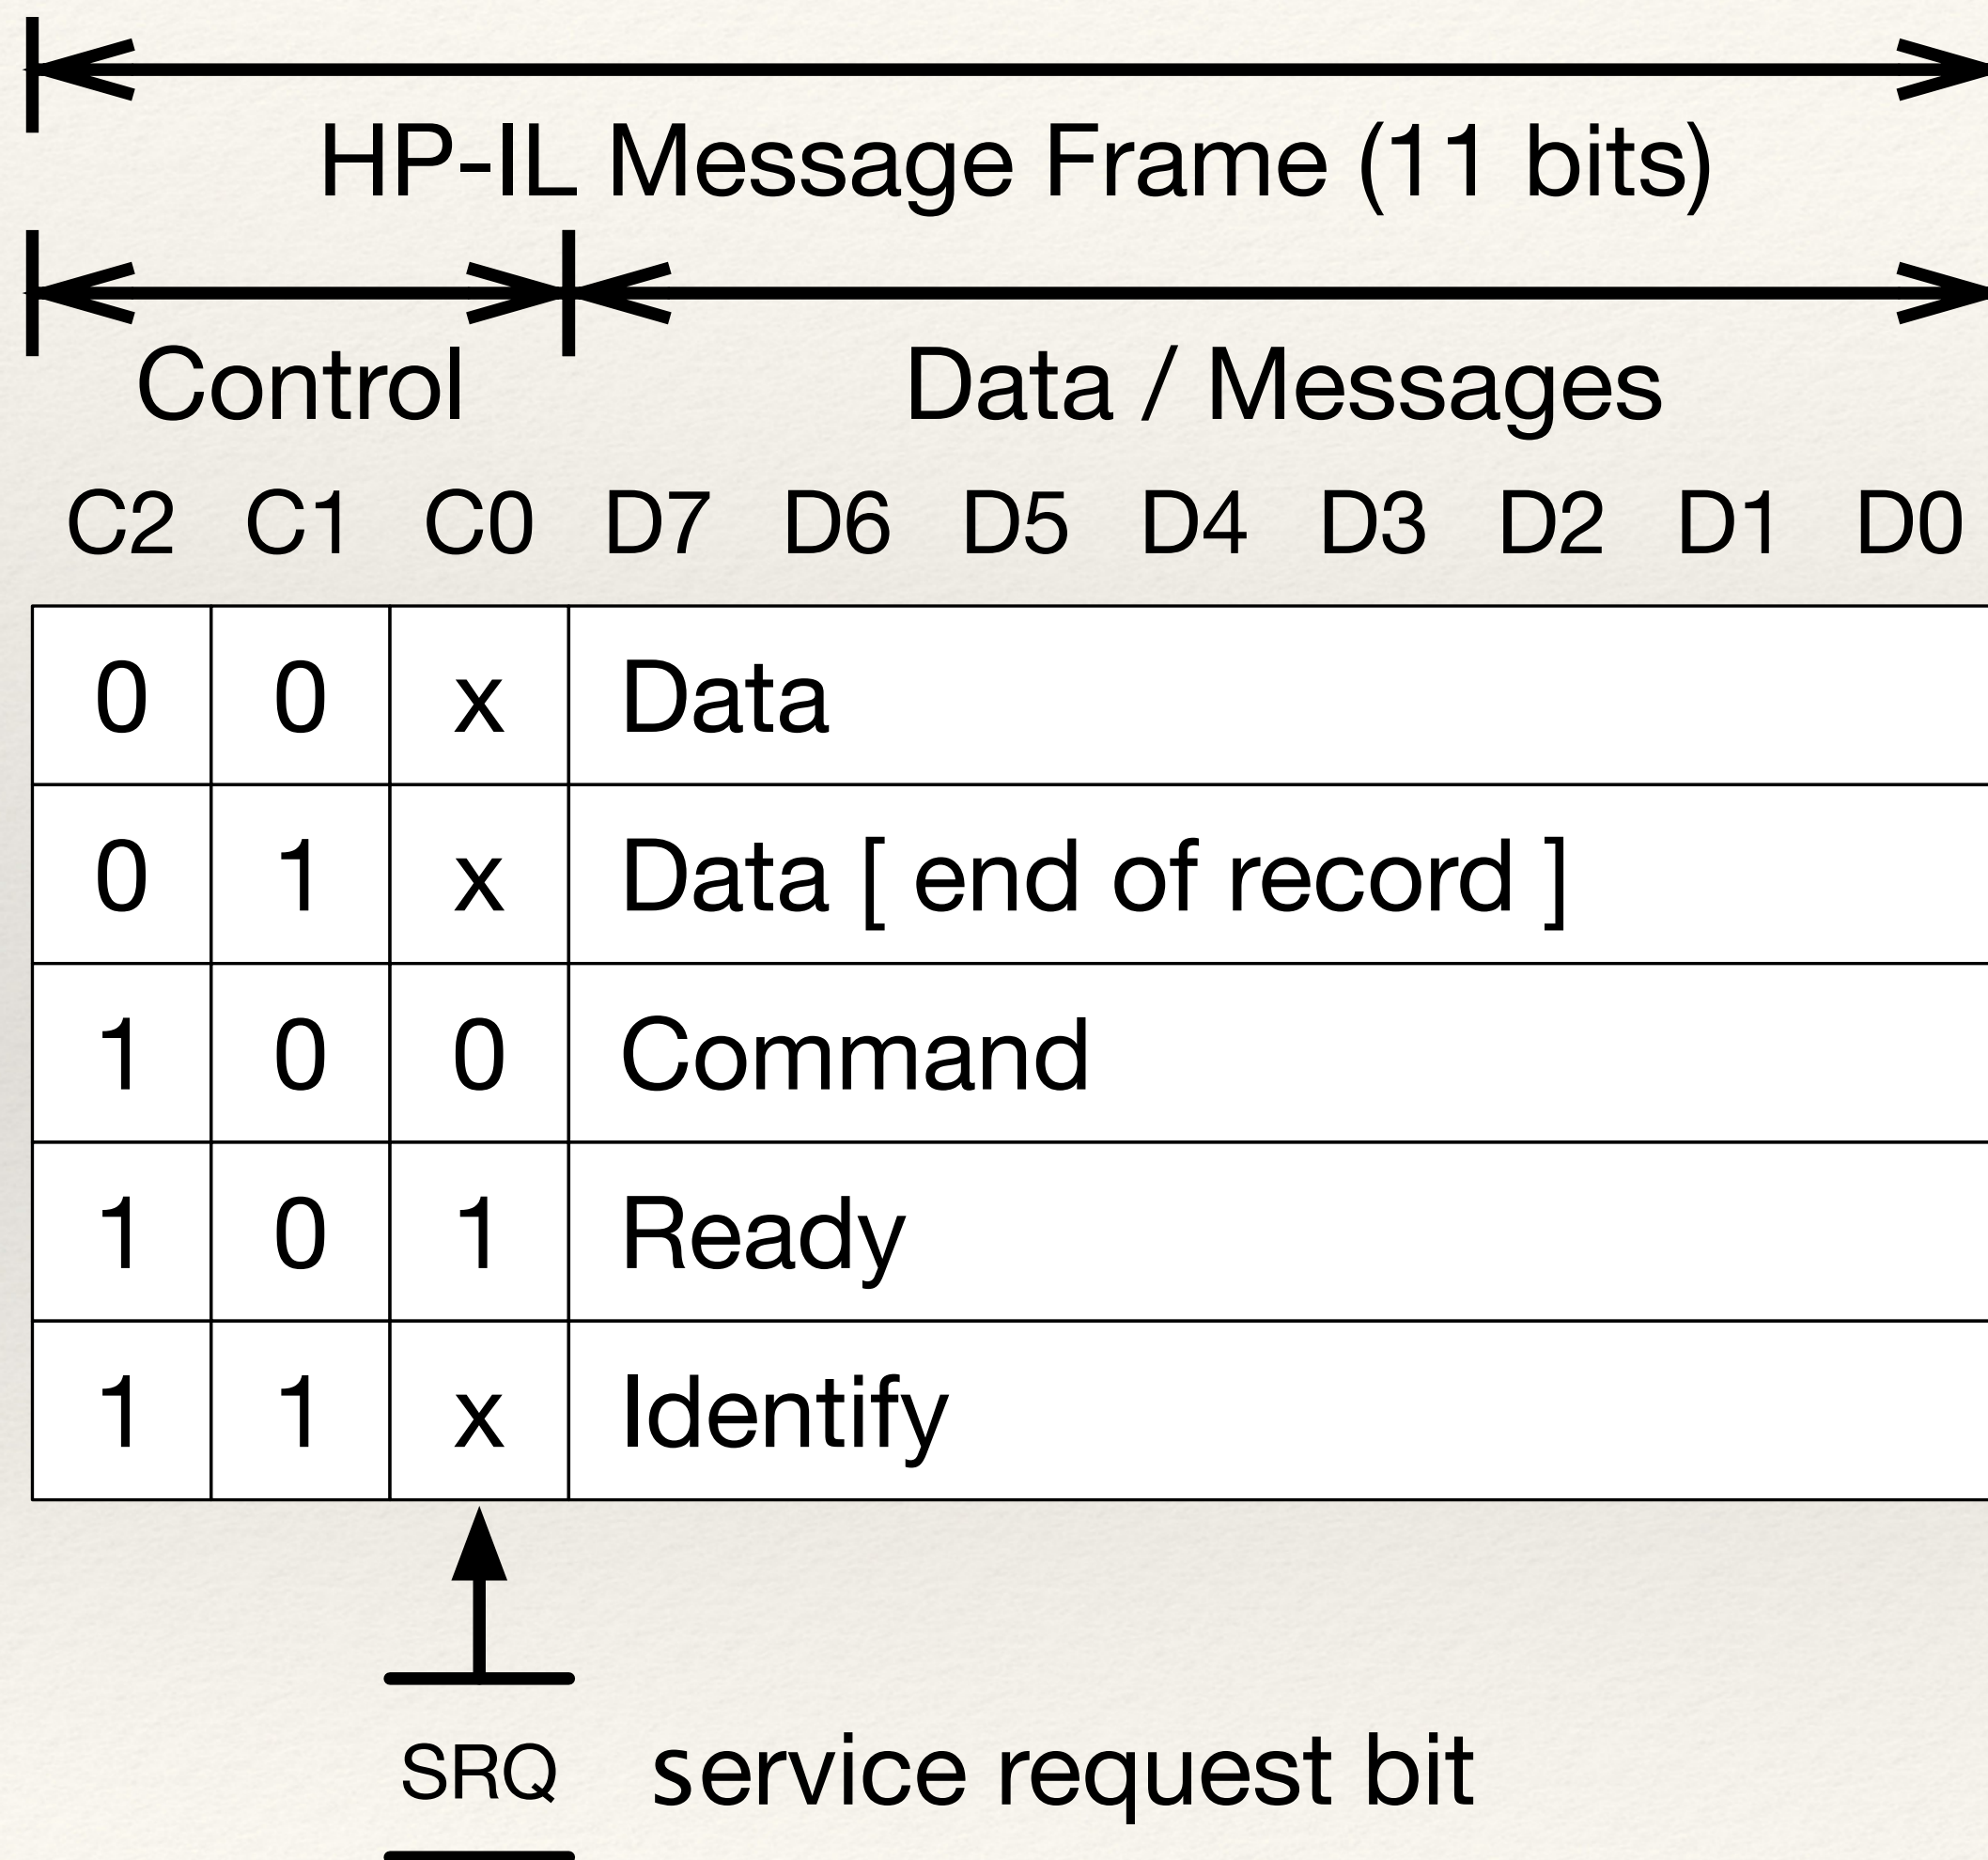 HP-IL Message Frame (11 bits)
Control Data / Messages
C2 C1 C0 D7 D6 D5 D4 D3 D2 D1 D0
0 0 x Data
0 1 x Data [ end of record ]
1 0 0 Command
1 0 1 Ready
1 1 x Identify
SRQ service request bit